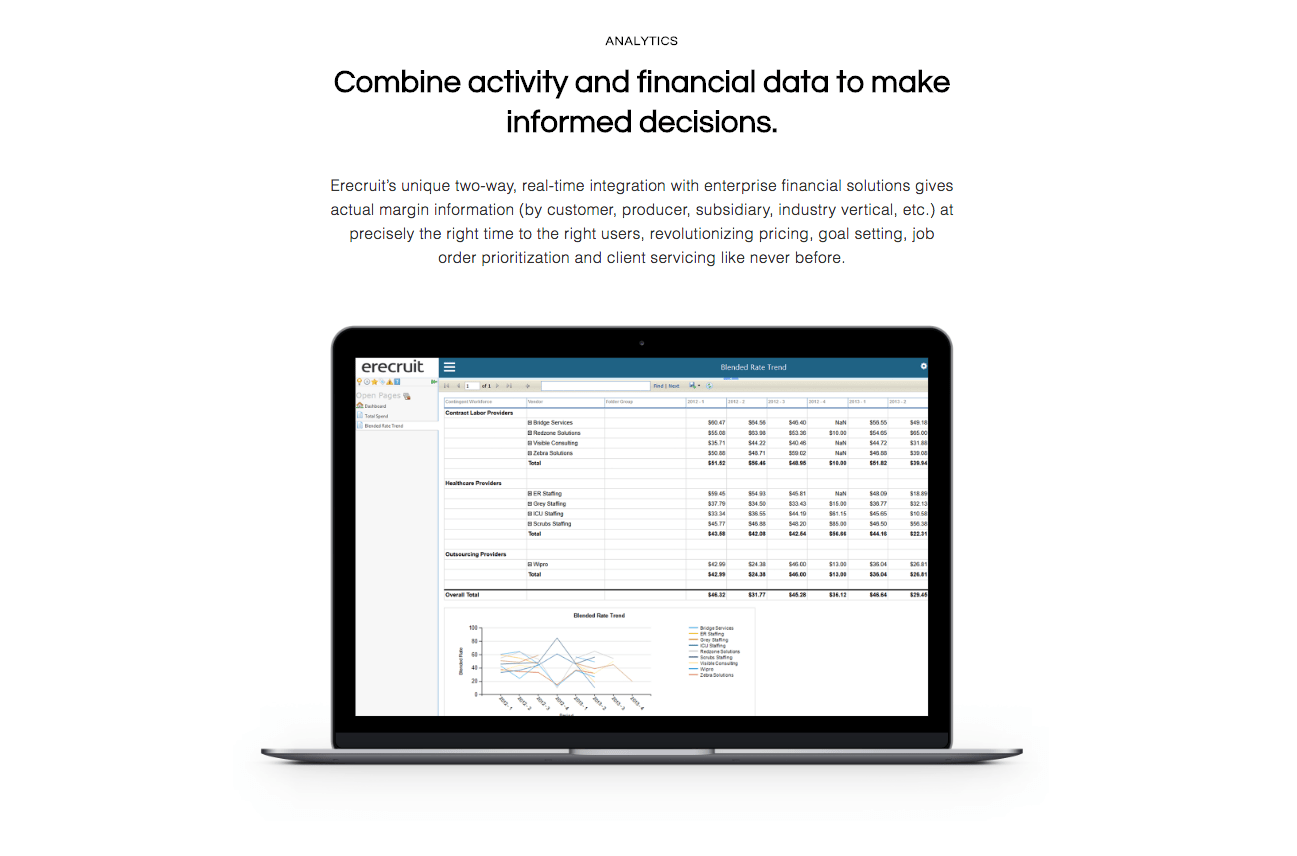 ANALYTICS
Combine activity and financial data to make
informed decisions.
Erecruit’s unique two-way, real-time integration with enterprise financial solutions gives
actual margin information (by customer, producer, subsidiary, industry vertical, etc.) at
precisely the right time to the right users, revolutionizing pricing, goal setting, job
order prioritization and client servicing like never before.
erecruit
Blended Rate Trend
1 of 1 Find | Next
Open Pages
Dashboard
Total Spend
Blended Rate Trend
Contingent Workforce Vendor 2012 - 1 2012 - 2 2012 - 3 2012 - 4 2013 - 1 2013 - 2
Contract Labor Providers
Bridge Services $60.47 $64.56 $46.40 NaN $56.55 $49.18
Redzone Solutions $55.08 $63.96 $53.36 $10.00 $54.65 $65.00
Visible Consulting $35.71 $44.22 $40.46 NaN $44.72 $31.88
Zebra Solutions $50.88 $48.71 $59.02 NaN $46.88 $39.08
Total $51.52 $56.46 $48.95 $10.00 $51.82 $39.94
Healthcare Providers
ER Staffing $59.45 $54.93 $45.81 NaN $48.09 $18.89
Grey Staffing $37.79 $34.50 $33.43 $15.00 $36.77 $32.13
ICU Staffing $33.34 $36.55 $44.19 $61.15 $45.65 $10.58
Scrubs Staffing $45.77 $46.88 $48.20 $85.00 $46.50 $56.38
Total $43.58 $42.08 $42.64 $56.66 $44.16 $22.31
Outsourcing Providers
Wipro $42.99 $24.38 $46.00 $13.00 $36.04 $26.81
Total $42.99 $24.38 $46.00 $13.00 $36.04 $26.81
Overall Total $46.32 $31.77 $45.28 $36.12 $46.64 $29.45
Blended Rate Trend
100
80
60
40
20
0
Blended Rate
2012 - 1
2012 - 2
2012 - 3
2012 - 4
2013 - 1
2013 - 2
2013 - 3
2013 - 4
Bridge Services
ER Staffing
Grey Staffing
ICU Staffing
Redzone Solutions
Scrubs Staffing
Visible Consulting
Wipro
Zebra Solutions